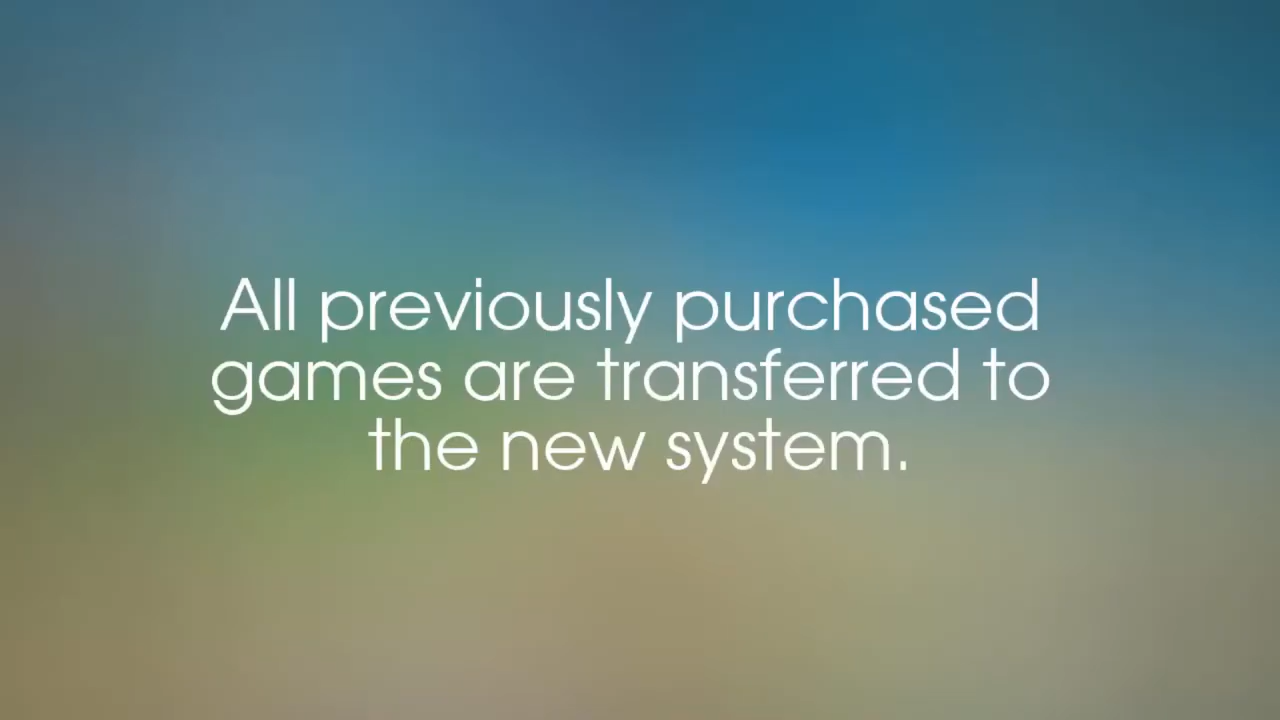 All previously purchased
games are transferred to
the new system.